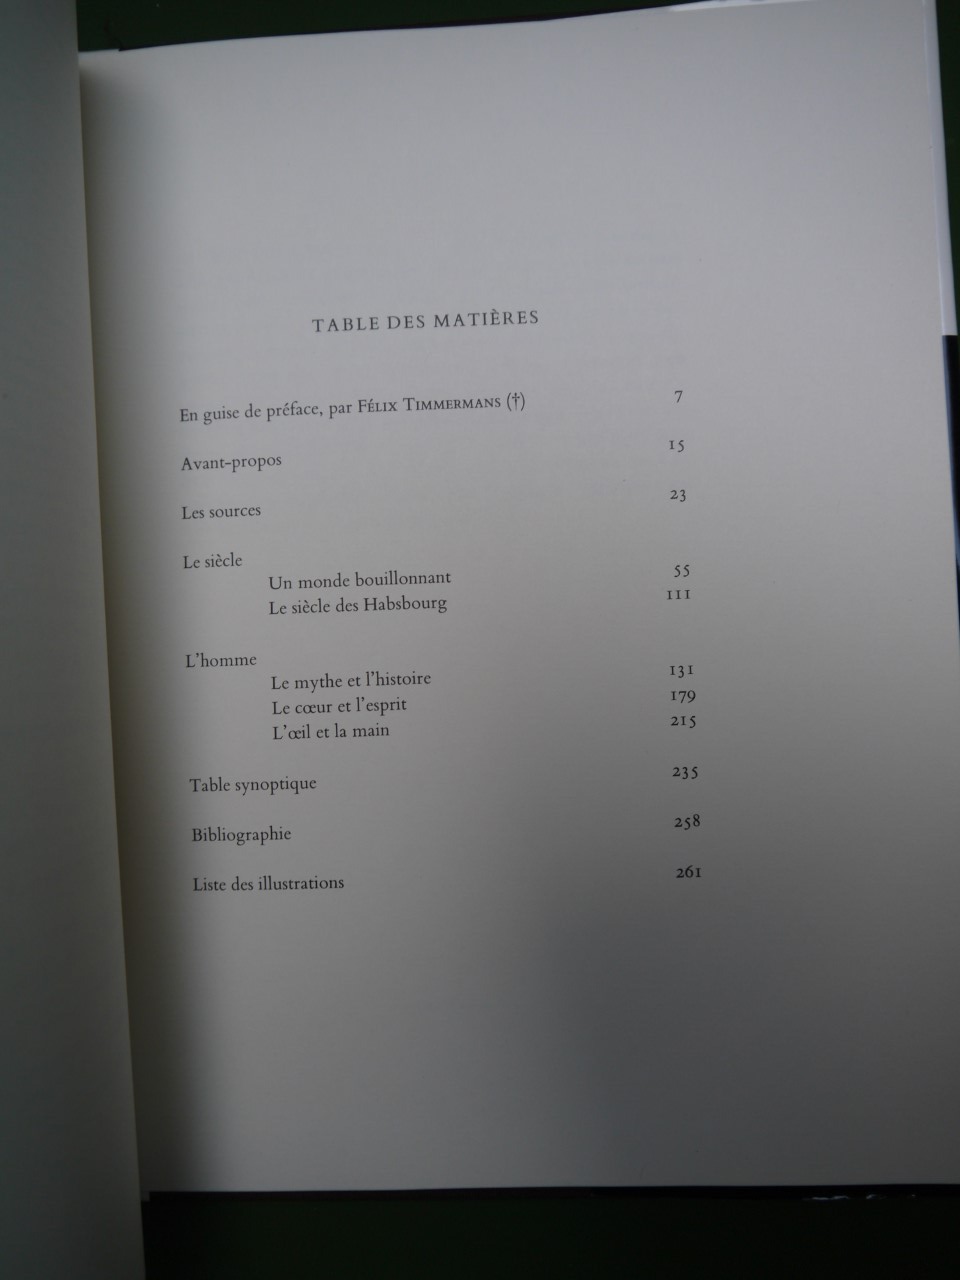 TABLE DES MATIÈRES
En guise de préface, par FÉLIX TIMMERMANS (†) 7
Avant-propos 15
Les sources 23
Le siècle
Un monde bouillonnant 55
Le siècle des Habsbourg 111
L'homme
Le mythe et l'histoire 131
Le cœur et l'esprit 179
L'œil et la main 215
Table synoptique 235
Bibliographie 258
Liste des illustrations 261